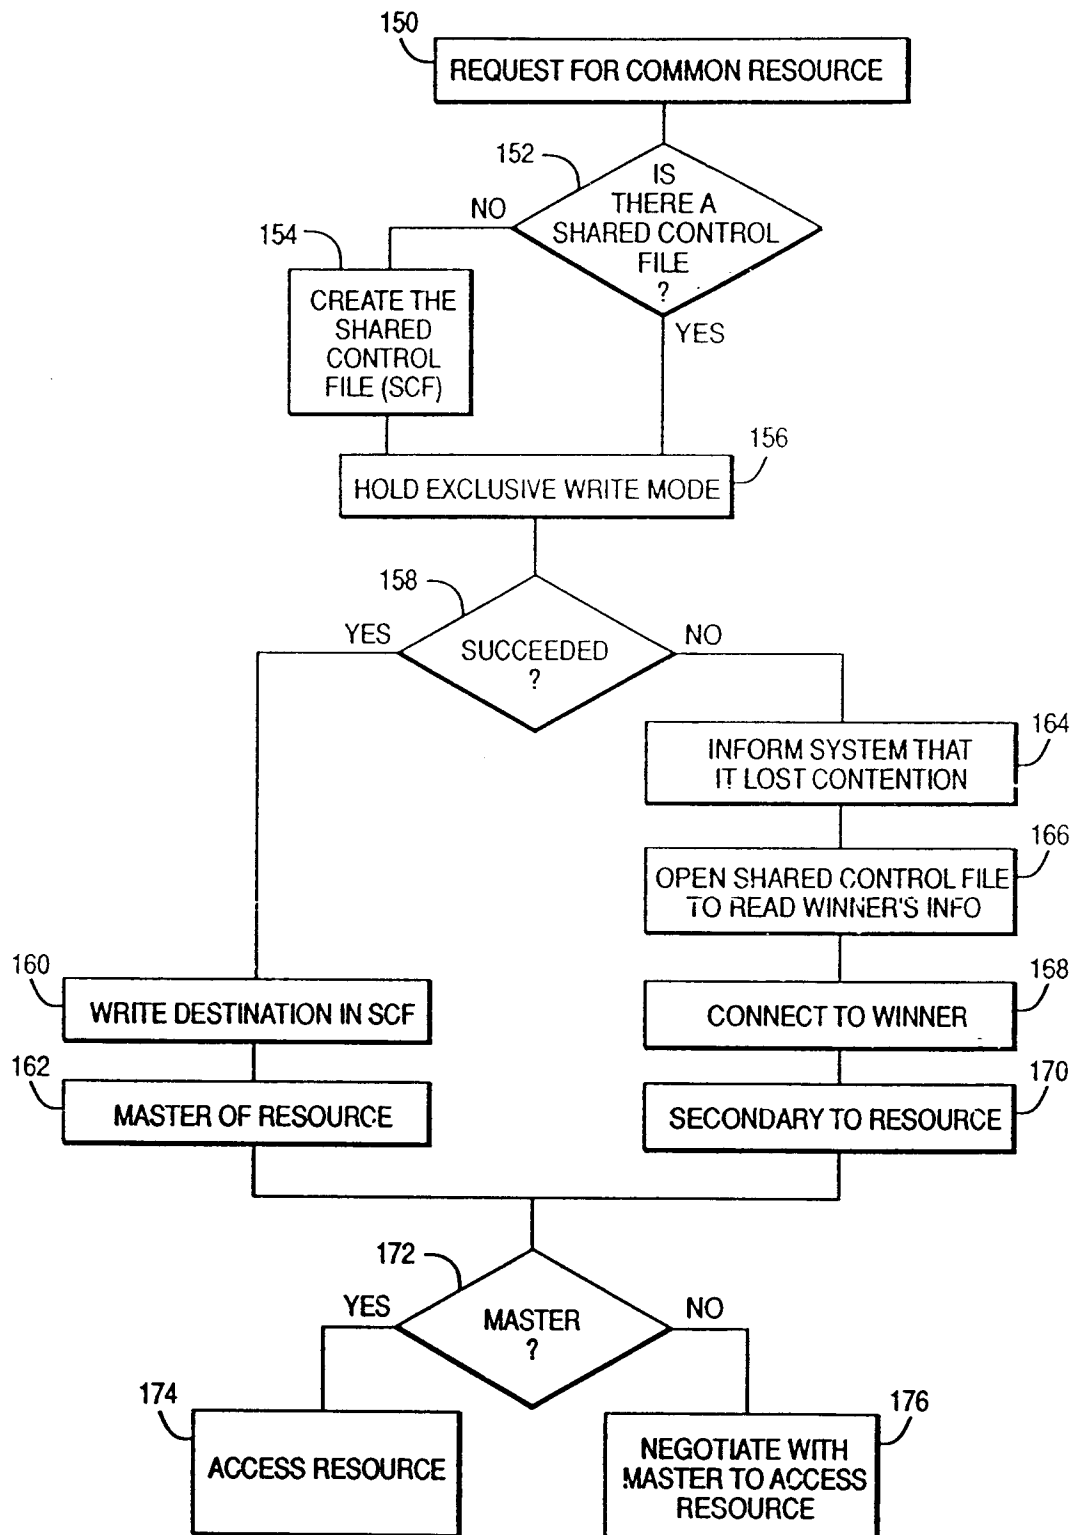 150
REQUEST FOR COMMON RESOURCE
152
IS
THERE A
SHARED CONTROL
FILE
?
NO
YES
154
CREATE THE
SHARED
CONTROL
FILE (SCF)
156
HOLD EXCLUSIVE WRITE MODE
158
YES
SUCCEEDED
?
NO
164
INFORM SYSTEM THAT
IT LOST CONTENTION
166
OPEN SHARED CONTROL FILE
TO READ WINNER'S INFO
160
WRITE DESTINATION IN SCF
168
CONNECT TO WINNER
162
MASTER OF RESOURCE
170
SECONDARY TO RESOURCE
172
YES
MASTER
?
NO
174
ACCESS RESOURCE
176
NEGOTIATE WITH
MASTER TO ACCESS
RESOURCE